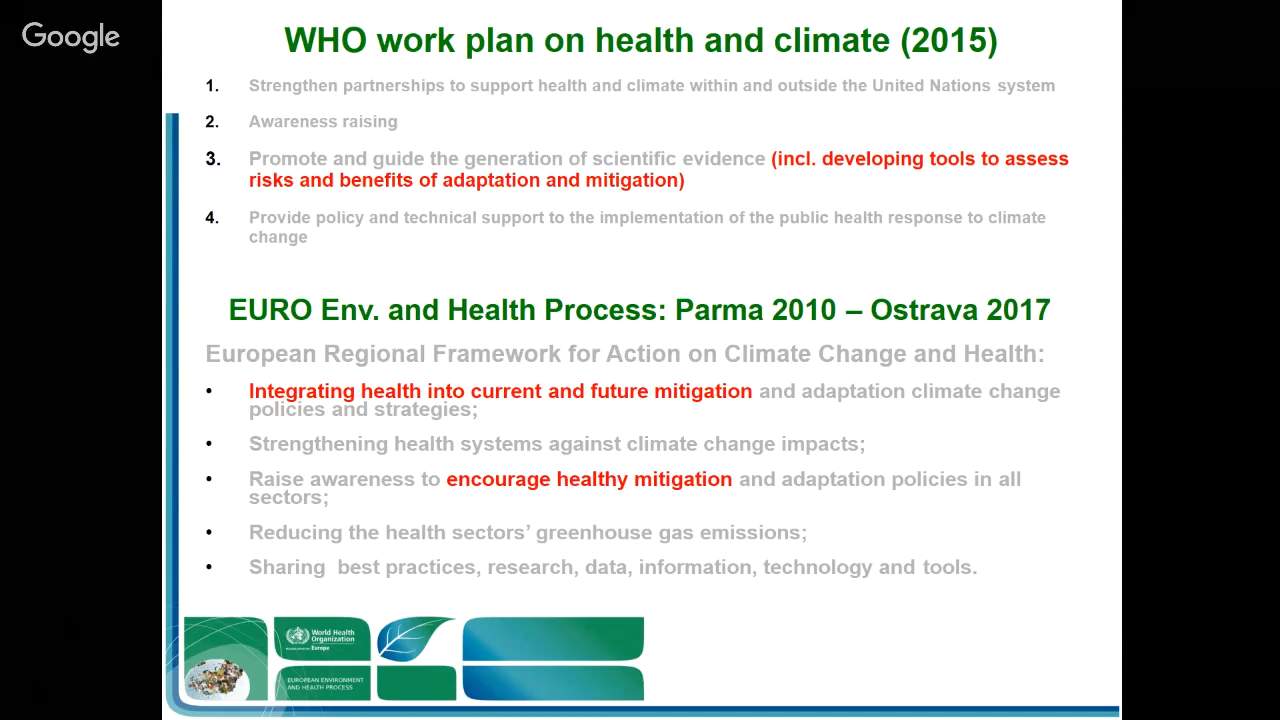 Google
WHO work plan on health and climate (2015)
1. Strengthen partnerships to support health and climate within and outside the United Nations system
2. Awareness raising
3. Promote and guide the generation of scientific evidence (incl. developing tools to assess
risks and benefits of adaptation and mitigation)
4. Provide policy and technical support to the implementation of the public health response to climate
change
EURO Env. and Health Process: Parma 2010 – Ostrava 2017
European Regional Framework for Action on Climate Change and Health:
• Integrating health into current and future mitigation and adaptation climate change
policies and strategies;
• Strengthening health systems against climate change impacts;
• Raise awareness to encourage healthy mitigation and adaptation policies in all
sectors;
• Reducing the health sectors’ greenhouse gas emissions;
• Sharing best practices, research, data, information, technology and tools.
World Health
Organization
Europe
EUROPEAN ENVIRONMENT
AND HEALTH PROCESS